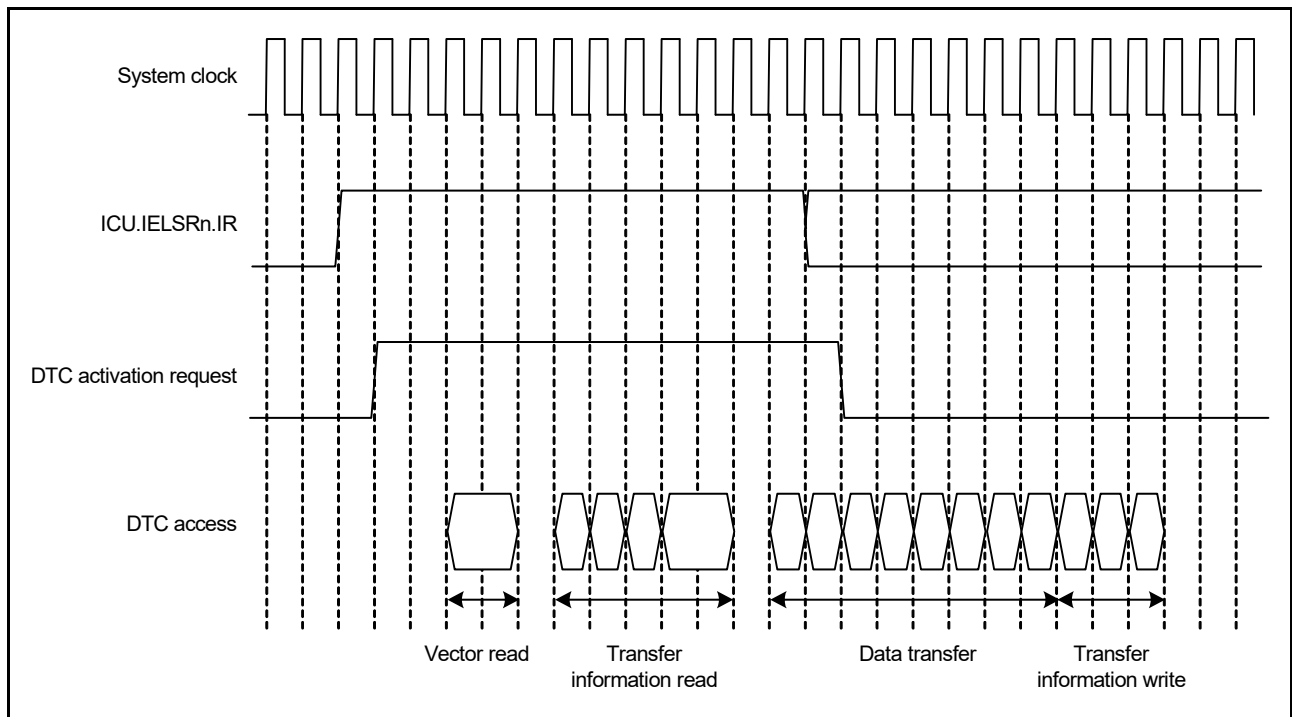 System clock
ICU.IELSRn.IR
DTC activation request
DTC access
Vector read
Transfer
information read
Data transfer
Transfer
information write